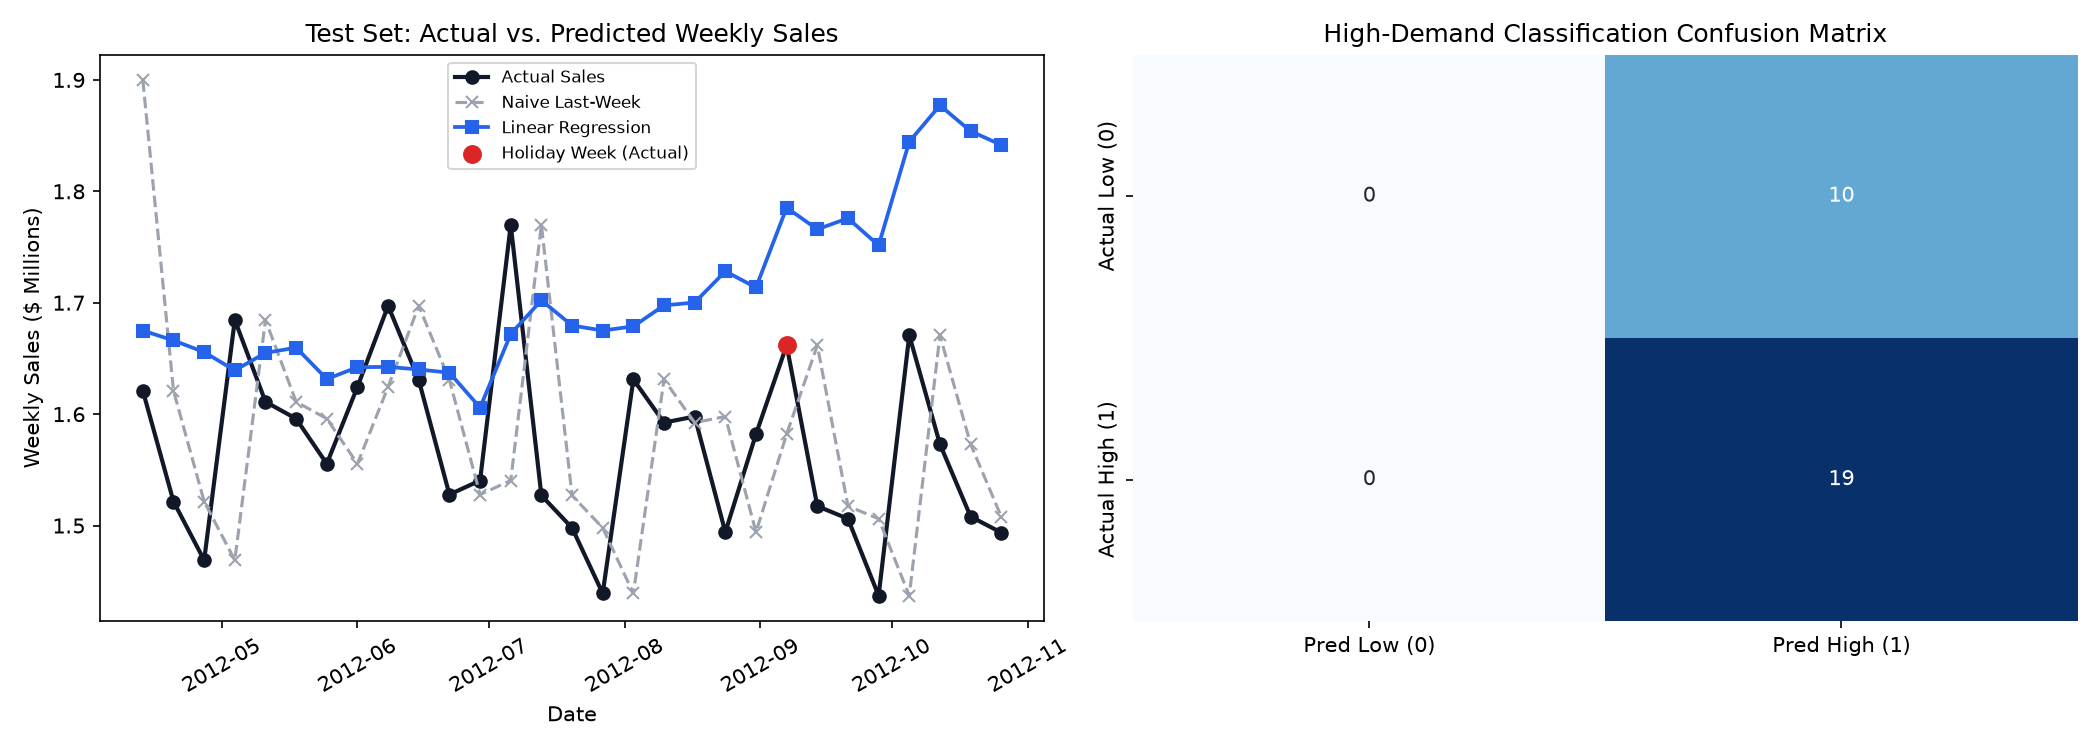 Test Set: Actual vs. Predicted Weekly Sales
Actual Sales
Naive Last-Week
Linear Regression
Holiday Week (Actual)
Weekly Sales ($ Millions)
1.9
1.8
1.7
1.6
1.5
2012-05
2012-06
2012-07
2012-08
2012-09
2012-10
2012-11
Date
High-Demand Classification Confusion Matrix
Actual Low (0)
0
10
Actual High (1)
0
19
Pred Low (0)
Pred High (1)